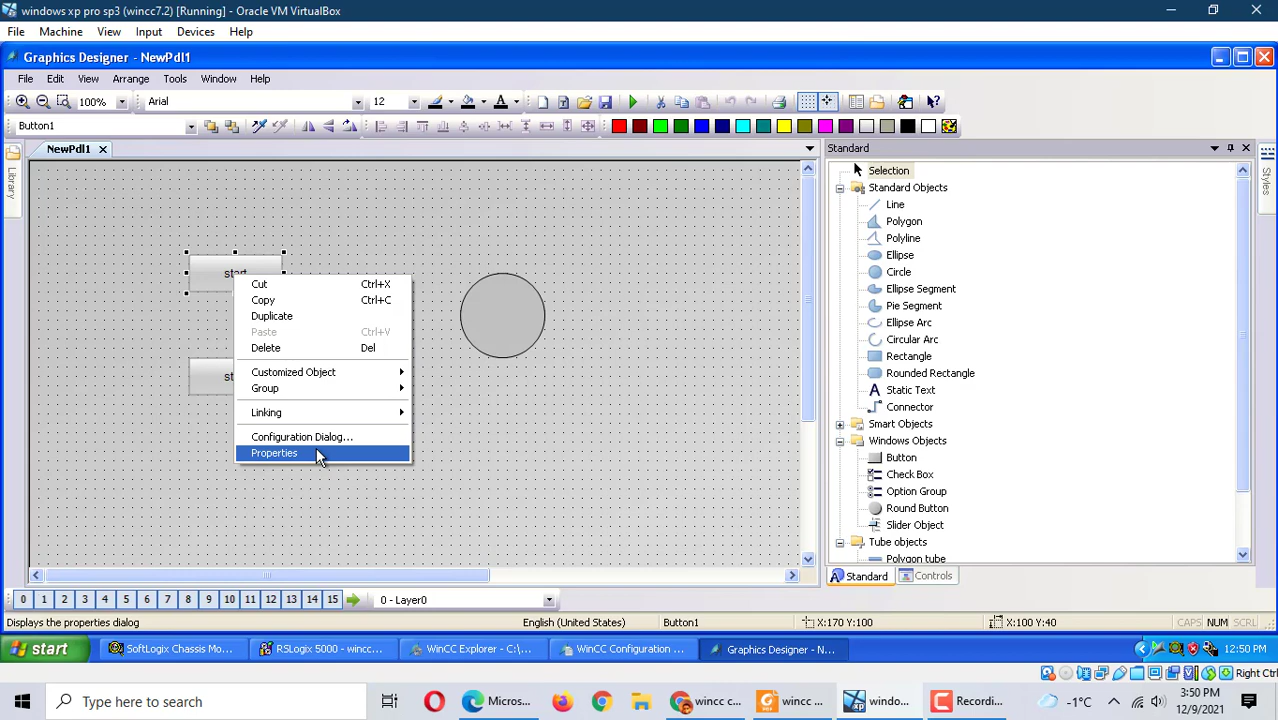 windows xp pro sp3 (wincc7.2) [Running] - Oracle VM VirtualBox
File Machine View Input Devices Help
Graphics Designer - NewPdl1
File Edit View Arrange Tools Window Help
100% Arial 12
Button1
NewPdl1
Library
start
Cut Ctrl+X
Copy Ctrl+C
Duplicate
Paste Ctrl+V
Delete Del
Customized Object
Group
Linking
Configuration Dialog...
Properties
Standard
Selection
Standard Objects
Line
Polygon
Polyline
Ellipse
Circle
Ellipse Segment
Pie Segment
Ellipse Arc
Circular Arc
Rectangle
Rounded Rectangle
Static Text
Connector
Smart Objects
Windows Objects
Button
Check Box
Option Group
Round Button
Slider Object
Tube objects
Polygon tube
Standard Controls
Styles
0 1 2 3 4 5 6 7 8 9 10 11 12 13 14 15 0 - Layer0
Displays the properties dialog English (United States) Button1 X:170 Y:100 X:100 Y:40 CAPS NUM SCRL
start SoftLogix Chassis Mo... RSLogix 5000 - wincc... WinCC Explorer - C:\... WinCC Configuration ... Graphics Designer - N... 12:50 PM
Right Ctrl
Type here to search Micros... wincc c... wincc ... windo... Recordi... -1°C 3:50 PM
12/9/2021